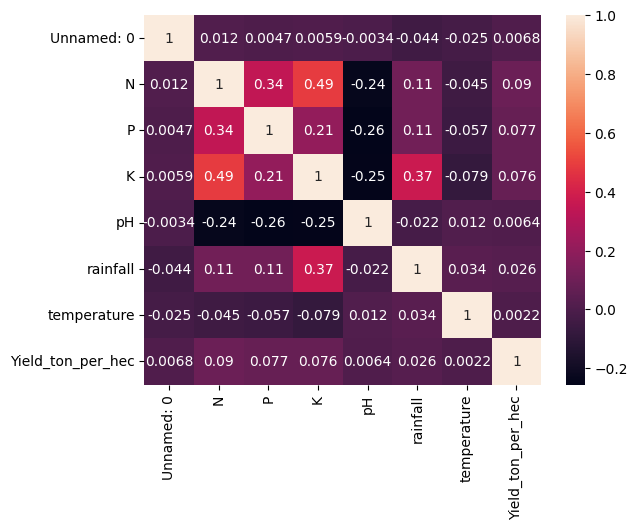 Unnamed: 0 1 0.012 0.0047 0.0059 -0.0034 -0.044 -0.025 0.0068
N 0.012 1 0.34 0.49 -0.24 0.11 -0.045 0.09
P 0.0047 0.34 1 0.21 -0.26 0.11 -0.057 0.077
K 0.0059 0.49 0.21 1 -0.25 0.37 -0.079 0.076
pH -0.0034 -0.24 -0.26 -0.25 1 -0.022 0.012 0.0064
rainfall -0.044 0.11 0.11 0.37 -0.022 1 0.034 0.026
temperature -0.025 -0.045 -0.057 -0.079 0.012 0.034 1 0.0022
Yield_ton_per_hec 0.0068 0.09 0.077 0.076 0.0064 0.026 0.0022 1
Unnamed: 0
N
P
K
pH
rainfall
temperature
Yield_ton_per_hec
1.0
0.8
0.6
0.4
0.2
0.0
−0.2